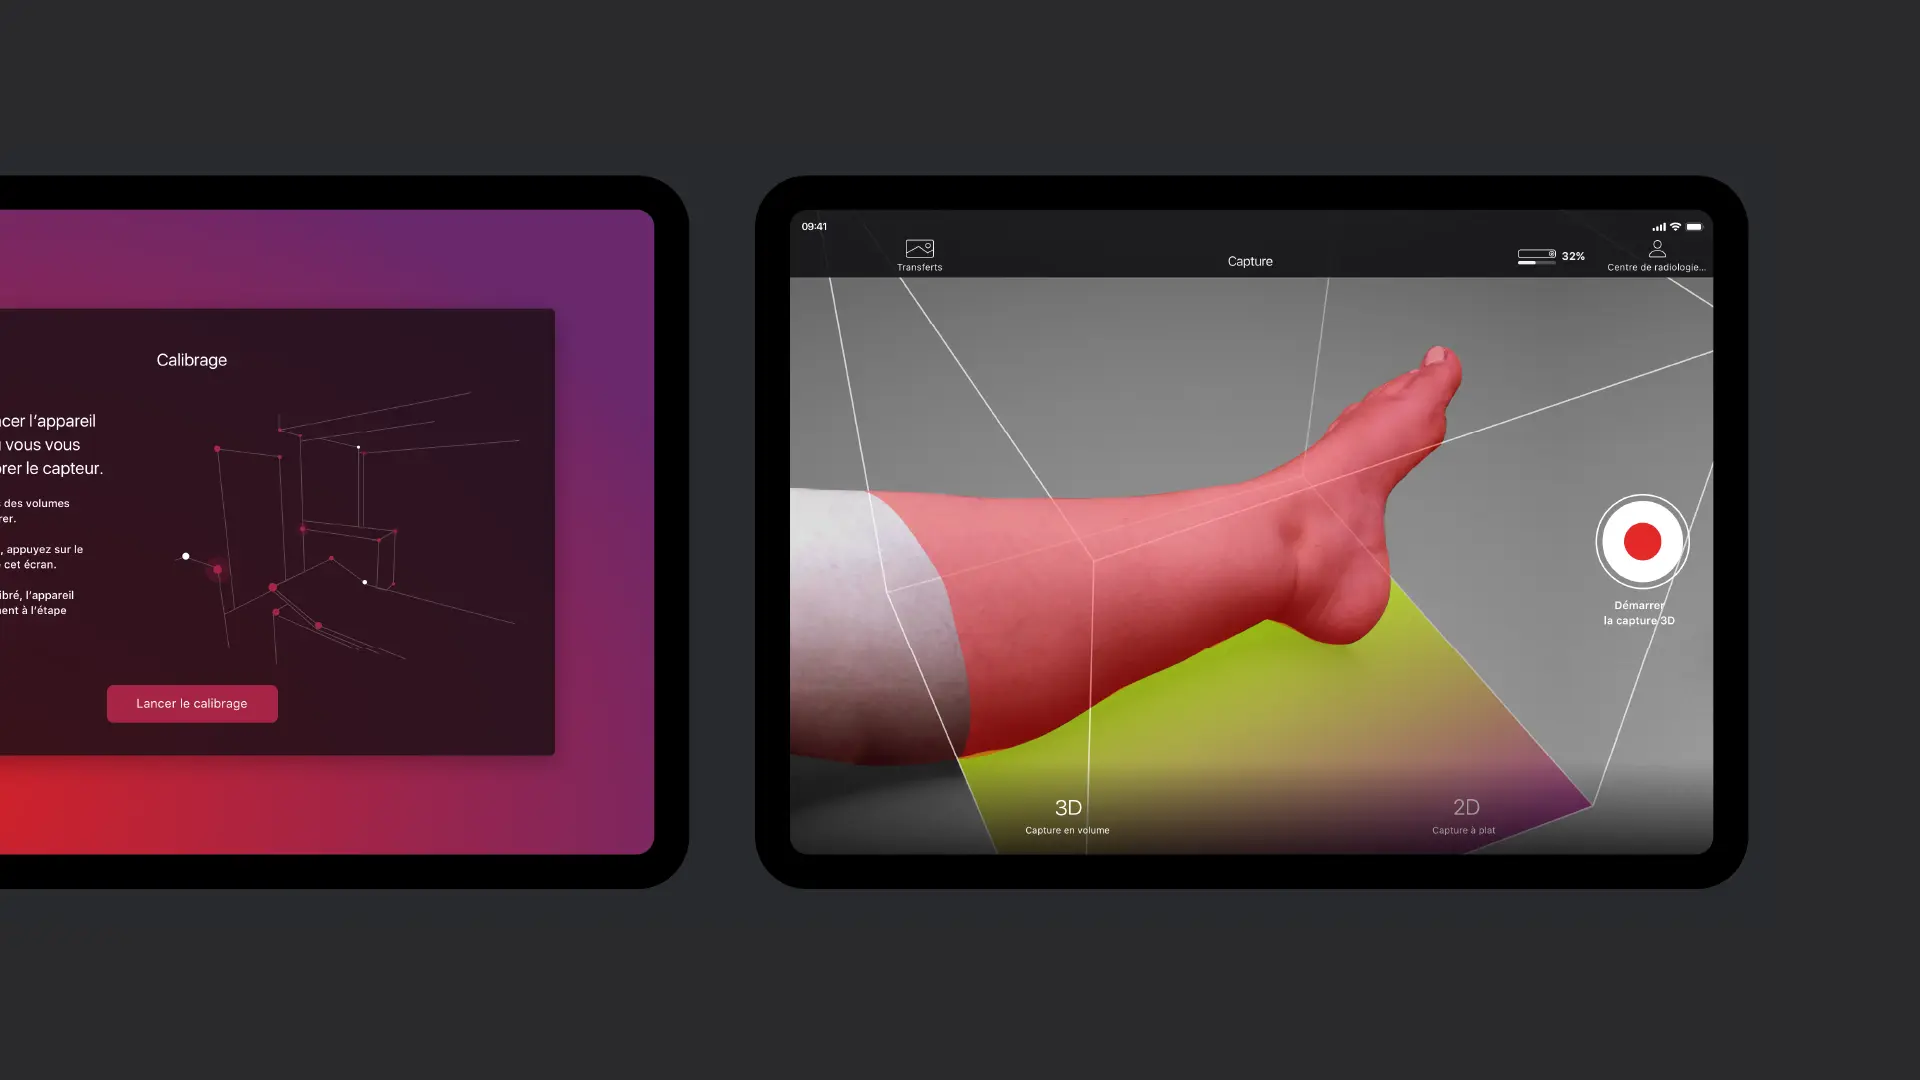 Calibrage
cer l'appareil
vous vous
rer le capteur.
des volumes
rer.
, appuyez sur le
cet écran.
bré, l'appareil
ent à l'étape
Lancer le calibrage
09:41
Transferts
Capture
32%
Centre de radiologie...
Démarrer
la capture 3D
3D
Capture en volume
2D
Capture à plat